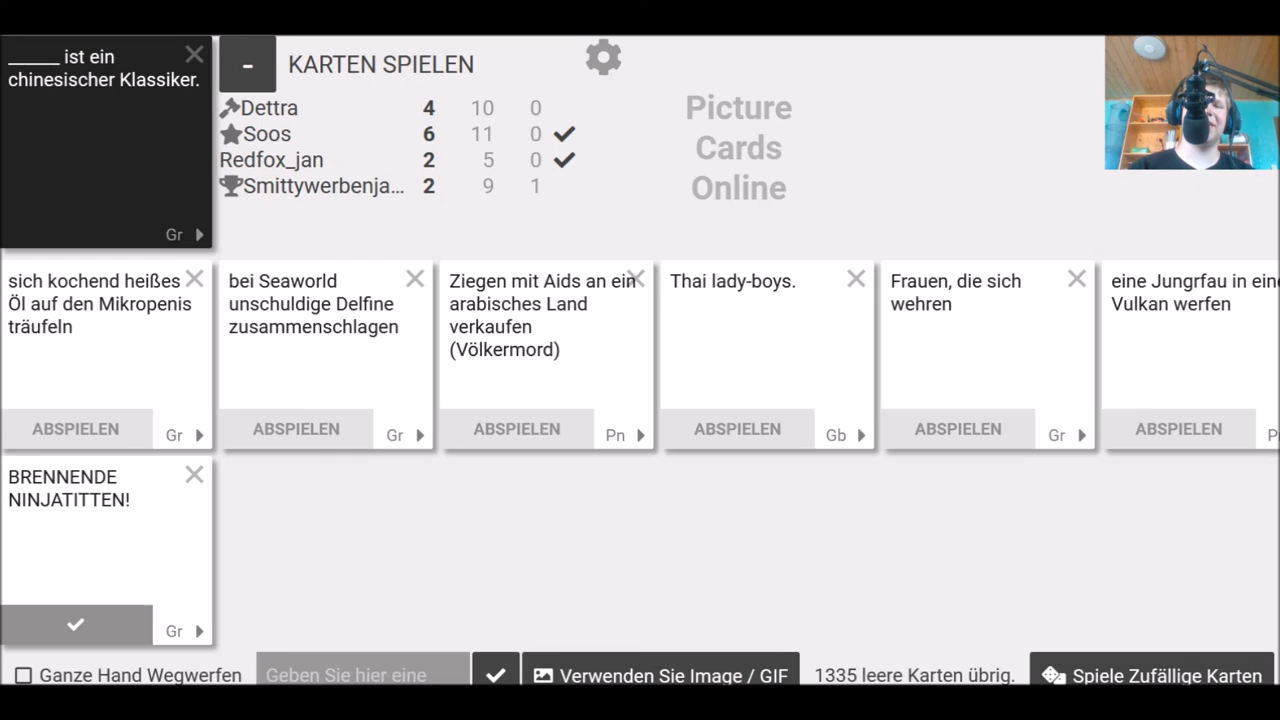 ______ ist ein
chinesischer Klassiker.
Gr
-
KARTEN SPIELEN
Dettra 4 10 0
Soos 6 11 0
Redfox_jan 2 5 0
Smittywerbenja... 2 9 1
Picture
Cards
Online
sich kochend heißes
Öl auf den Mikropenis
träufeln
ABSPIELEN
Gr
bei Seaworld
unschuldige Delfine
zusammenschlagen
ABSPIELEN
Gr
Ziegen mit Aids an ein
arabisches Land
verkaufen
(Völkermord)
ABSPIELEN
Pn
Thai lady-boys.
ABSPIELEN
Gb
Frauen, die sich
wehren
ABSPIELEN
Gr
eine Jungrfau in eine
Vulkan werfen
ABSPIELEN
BRENNENDE
NINJATITTEN!
Gr
Ganze Hand Wegwerfen
Geben Sie hier eine
Verwenden Sie Image / GIF
1335 leere Karten übrig.
Spiele Zufällige Karten